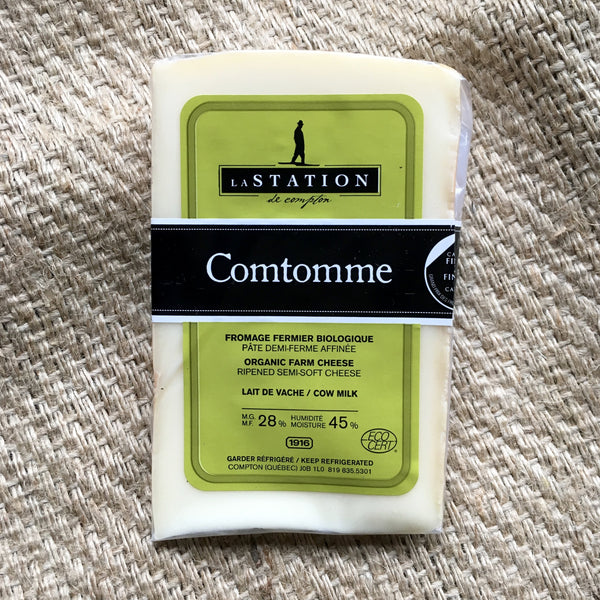 LA STATION
de compton
Comtomme
FROMAGE FERMIER BIOLOGIQUE
PÂTE DEMI-FERME AFFINÉE
ORGANIC FARM CHEESE
RIPENED SEMI-SOFT CHEESE
LAIT DE VACHE / COW MILK
M.G.
M.F. 28% HUMIDITÉ
MOISTURE 45%
1916
ECO
CERT
GARDER RÉFRIGÉRÉ / KEEP REFRIGERATED
COMPTON (QUÉBEC) J0B 1L0 819 835.5301